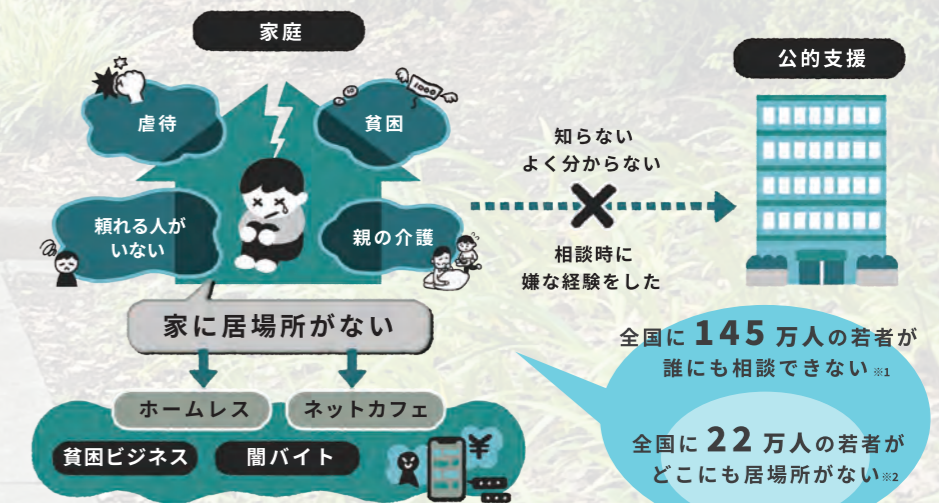 家庭
公的支援
虐待
貧困
1000
知らない
よく分からない
頼れる人が
いない
親の介護
相談時に
嫌な経験をした
家に居場所がない
全国に 145 万人の若者が
誰にも相談できない ※1
ホームレス
ネットカフェ
全国に 22 万人の若者が
どこにも居場所がない※2
貧困ビジネス
闇バイト
¥